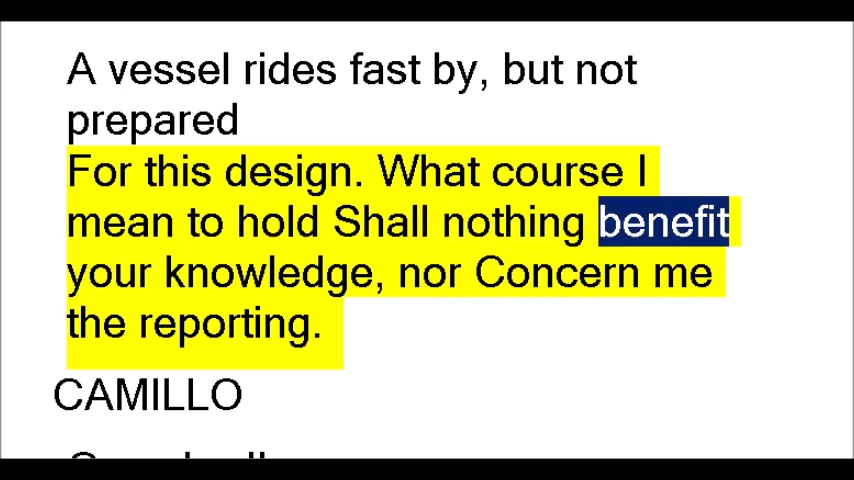 A vessel rides fast by, but not
prepared
For this design. What course I
mean to hold Shall nothing benefit
your knowledge, nor Concern me
the reporting.
CAMILLO